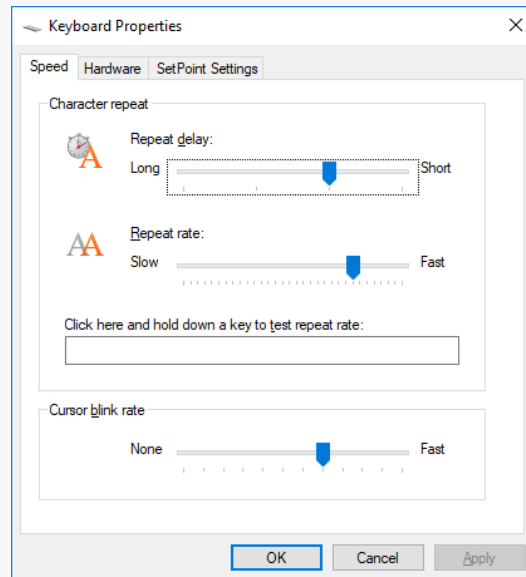 Keyboard Properties
Speed Hardware SetPoint Settings
Character repeat
A
Repeat delay:
Long Short
AA
Repeat rate:
Slow Fast
Click here and hold down a key to test repeat rate:
Cursor blink rate
None Fast
OK Cancel Apply